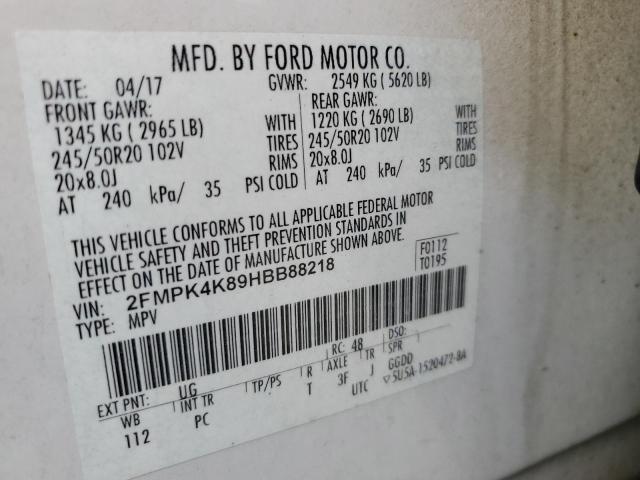 MFD. BY FORD MOTOR CO.
DATE: 04/17 GVWR: 2549 KG ( 5620 LB)
FRONT GAWR: REAR GAWR:
1345 KG ( 2965 LB) WITH 1220 KG ( 2690 LB) WITH
245/50R20 102V TIRES 245/50R20 102V TIRES
20x8.0J RIMS 20x8.0J RIMS
AT 240 kPa/ 35 PSI COLD AT 240 kPa/ 35 PSI COLD
THIS VEHICLE CONFORMS TO ALL APPLICABLE FEDERAL MOTOR
VEHICLE SAFETY AND THEFT PREVENTION STANDARDS IN
EFFECT ON THE DATE OF MANUFACTURE SHOWN ABOVE.
F0112
T0195
VIN: 2FMPK4K89HBB88218
TYPE: MPV
EXT PNT: UG RC: 48 DSO:
WB INT TR TP/PS R AXLE TR SPR
112 PC T 3F J GGDD
UTC ▽5U5A-1520472-BA